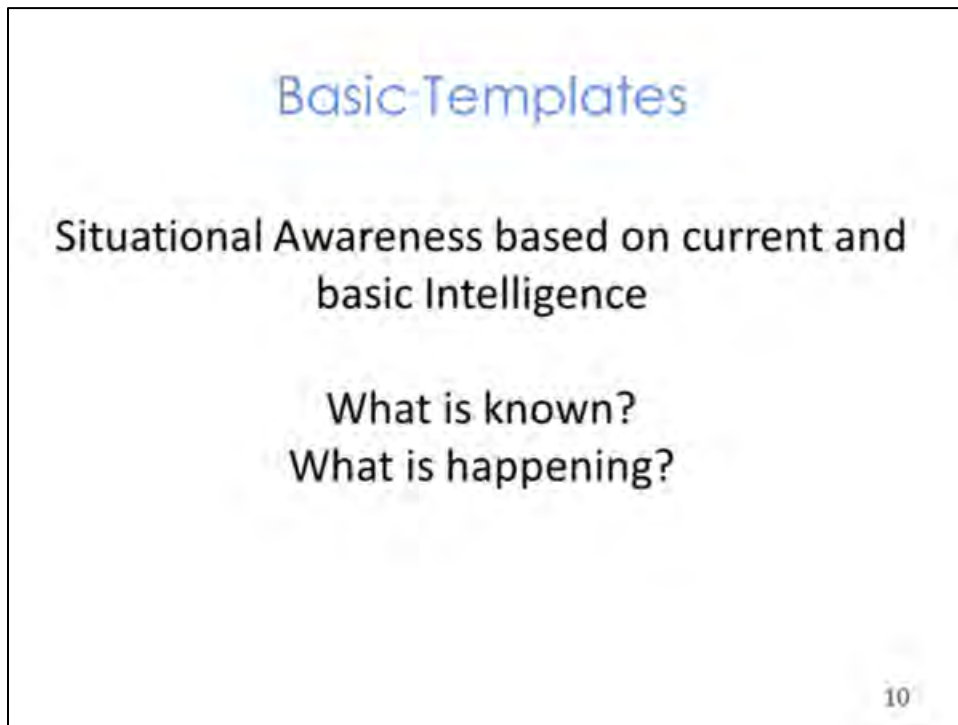 Basic Templates
Situational Awareness based on current and
basic Intelligence
What is known?
What is happening?
10